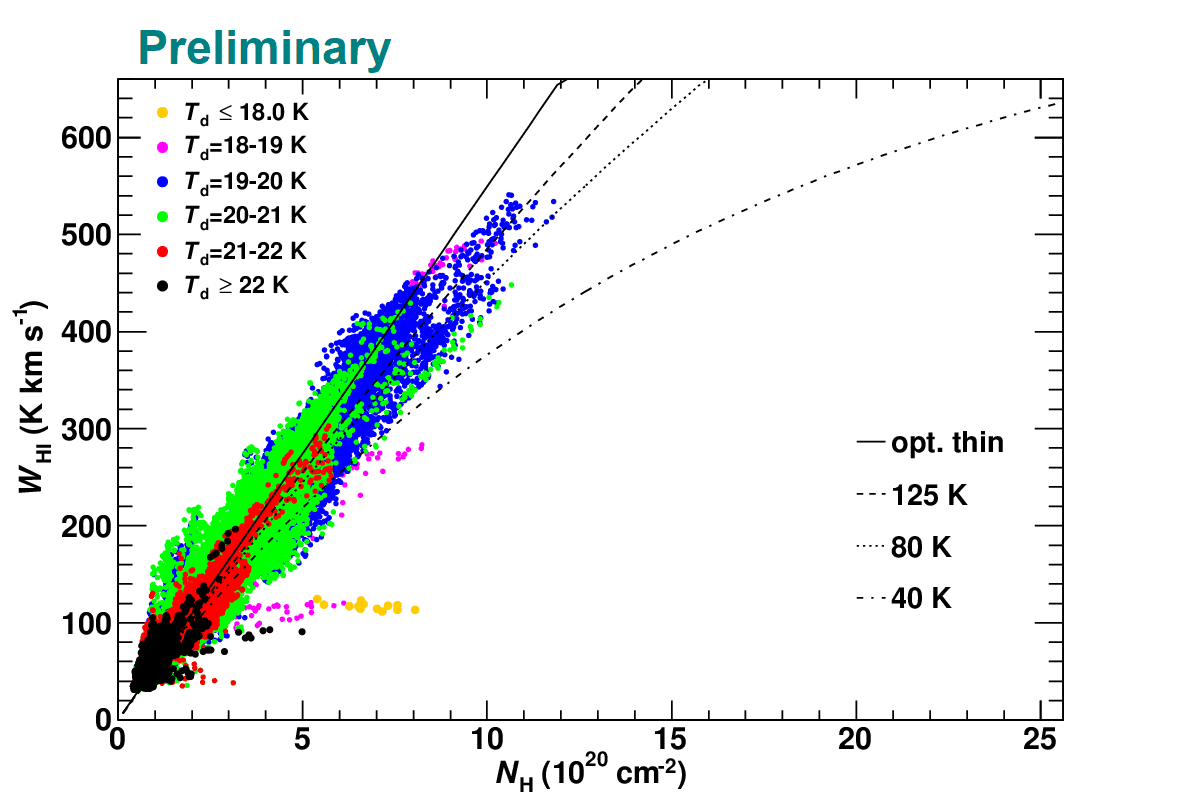 Preliminary
T_d ≤ 18.0 K
T_d=18-19 K
T_d=19-20 K
T_d=20-21 K
T_d=21-22 K
T_d ≥ 22 K
600
500
400
300
200
100
0
W_HI (K km s⁻¹)
opt. thin
125 K
80 K
40 K
0 5 10 15 20 25
N_H (10²⁰ cm⁻²)